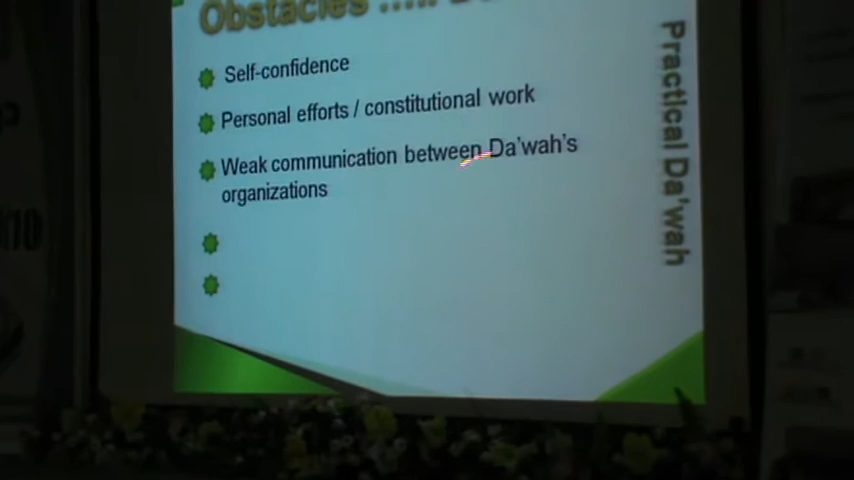 Obstacles .....
Self-confidence
Personal efforts / constitutional work
Weak communication between Da'wah's
organizations
Practical Da'wah